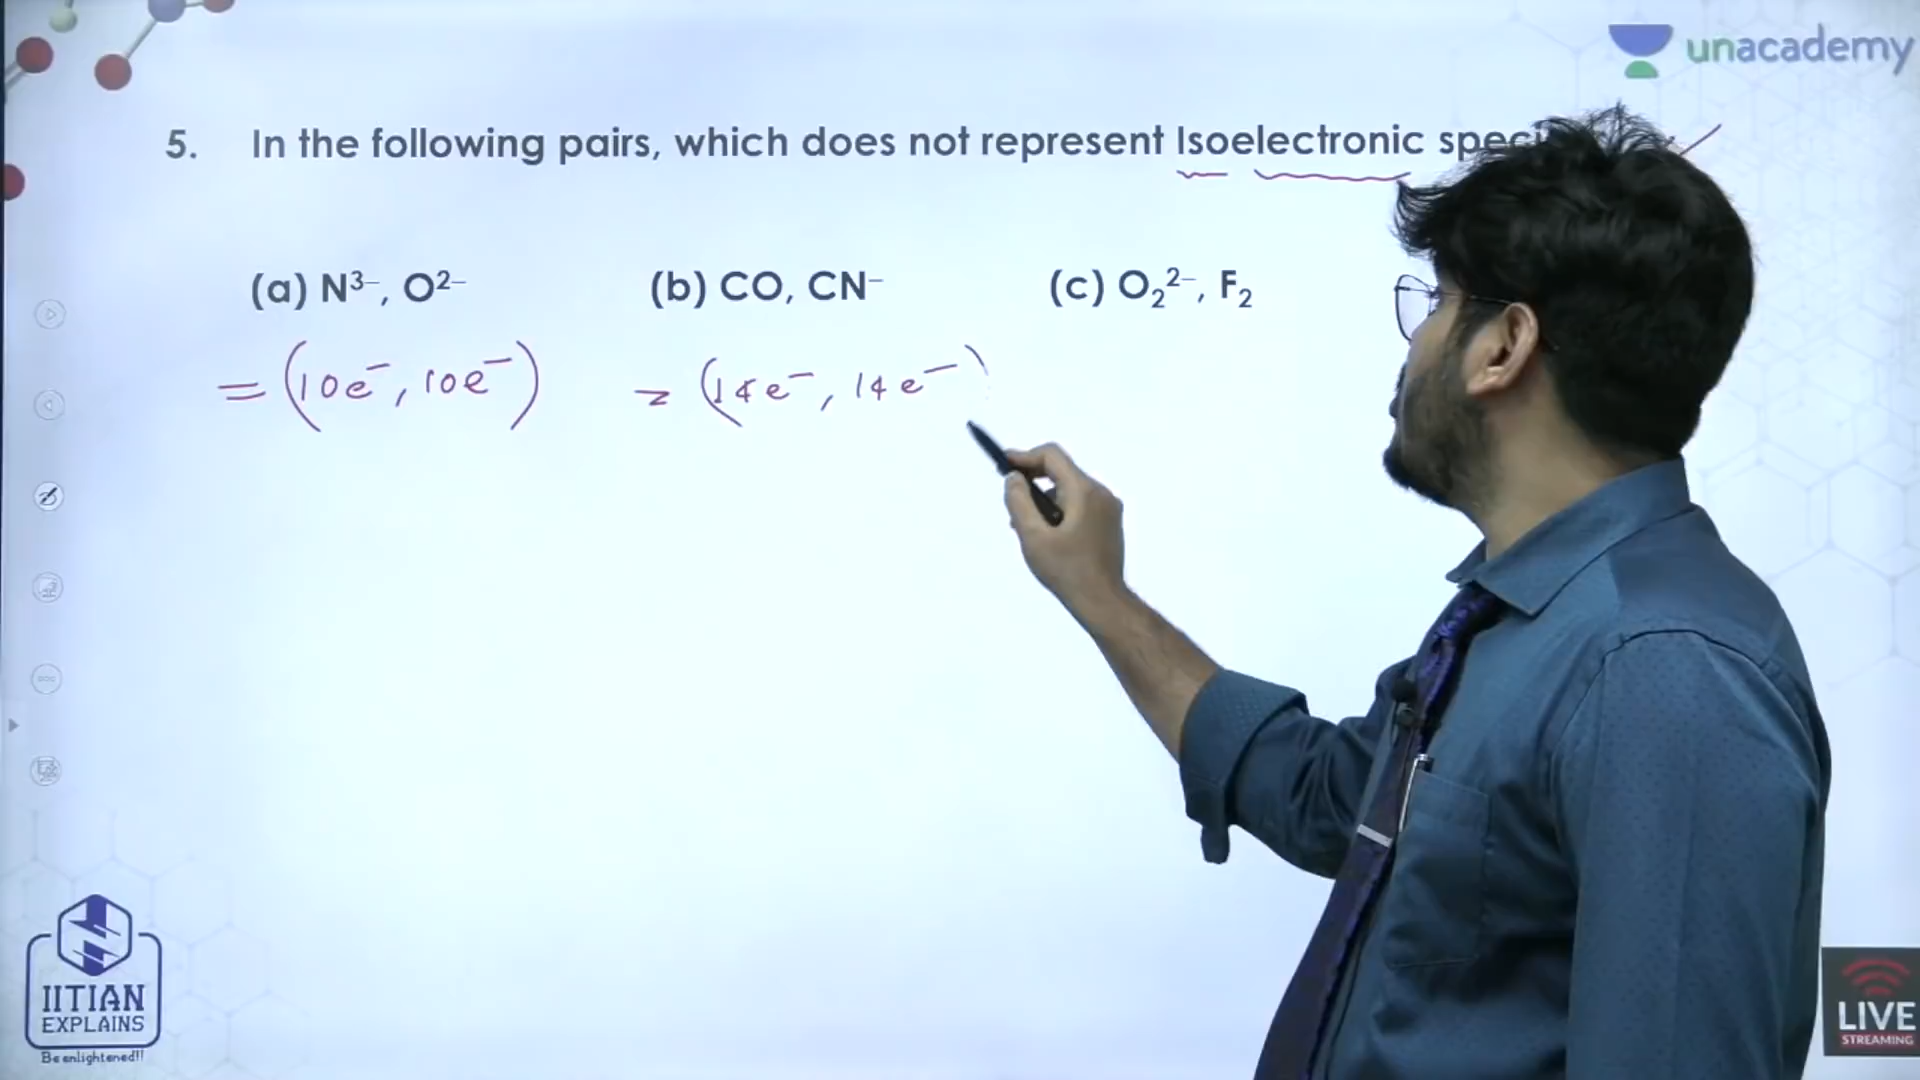 unacademy
5. In the following pairs, which does not represent Isoelectronic
(a) N³⁻, O²⁻ (b) CO, CN⁻ (c) O₂²⁻, F₂
= (10e⁻, 10e⁻) = (14e⁻, 14e⁻)
IITIAN
EXPLAINS
Be enlightened!!
LIVE
STREAMING